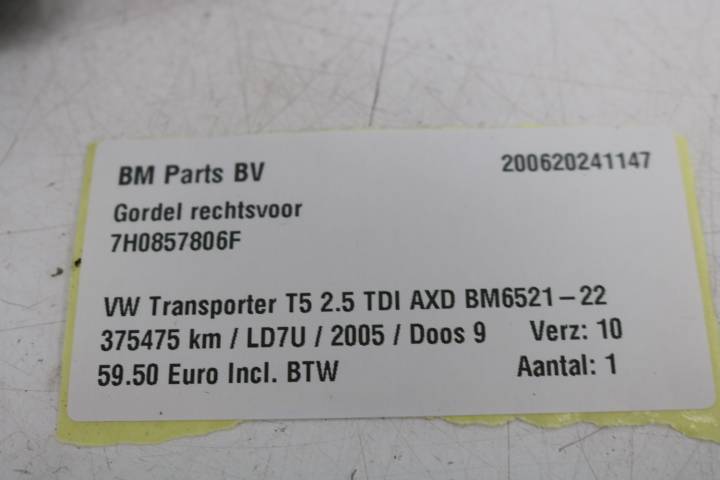 BM Parts BV 200620241147
Gordel rechtsvoor
7H0857806F
VW Transporter T5 2.5 TDI AXD BM6521-22
375475 km / LD7U / 2005 / Doos 9 Verz: 10
59.50 Euro Incl. BTW Aantal: 1